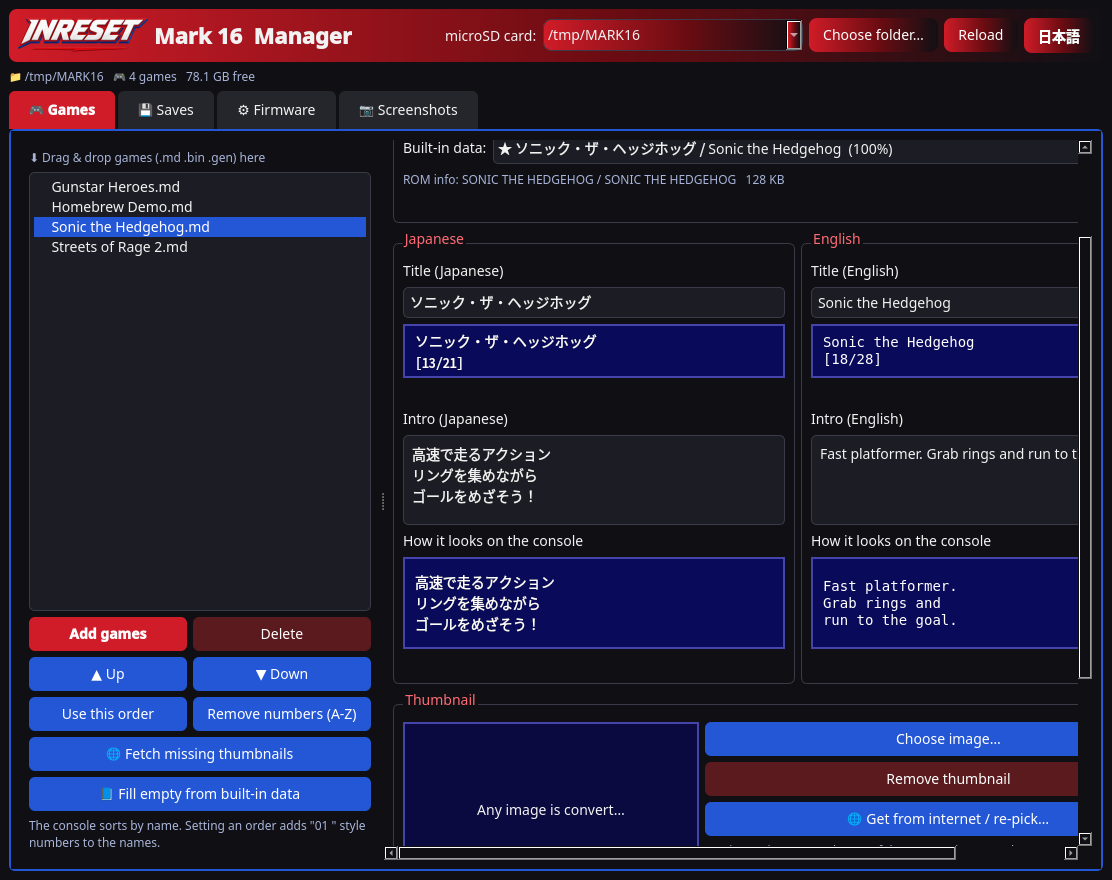 INRESET Mark 16 Manager
microSD card: /tmp/MARK16
Choose folder...
Reload
日本語
/tmp/MARK16 4 games 78.1 GB free
Games
Saves
Firmware
Screenshots
⬇ Drag & drop games (.md .bin .gen) here
Gunstar Heroes.md
Homebrew Demo.md
Sonic the Hedgehog.md
Streets of Rage 2.md
Add games
Delete
▲ Up
▼ Down
Use this order
Remove numbers (A-Z)
Fetch missing thumbnails
Fill empty from built-in data
The console sorts by name. Setting an order adds "01 " style
numbers to the names.
Built-in data: ★ ソニック・ザ・ヘッジホッグ / Sonic the Hedgehog (100%)
ROM info: SONIC THE HEDGEHOG / SONIC THE HEDGEHOG 128 KB
Japanese
Title (Japanese)
ソニック・ザ・ヘッジホッグ
ソニック・ザ・ヘッジホッグ
[13/21]
Intro (Japanese)
高速で走るアクション
リングを集めながら
ゴールをめざそう！
How it looks on the console
高速で走るアクション
リングを集めながら
ゴールをめざそう！
English
Title (English)
Sonic the Hedgehog
Sonic the Hedgehog
[18/28]
Intro (English)
Fast platformer. Grab rings and run to t
How it looks on the console
Fast platformer.
Grab rings and
run to the goal.
Thumbnail
Any image is convert...
Choose image...
Remove thumbnail
Get from internet / re-pick...